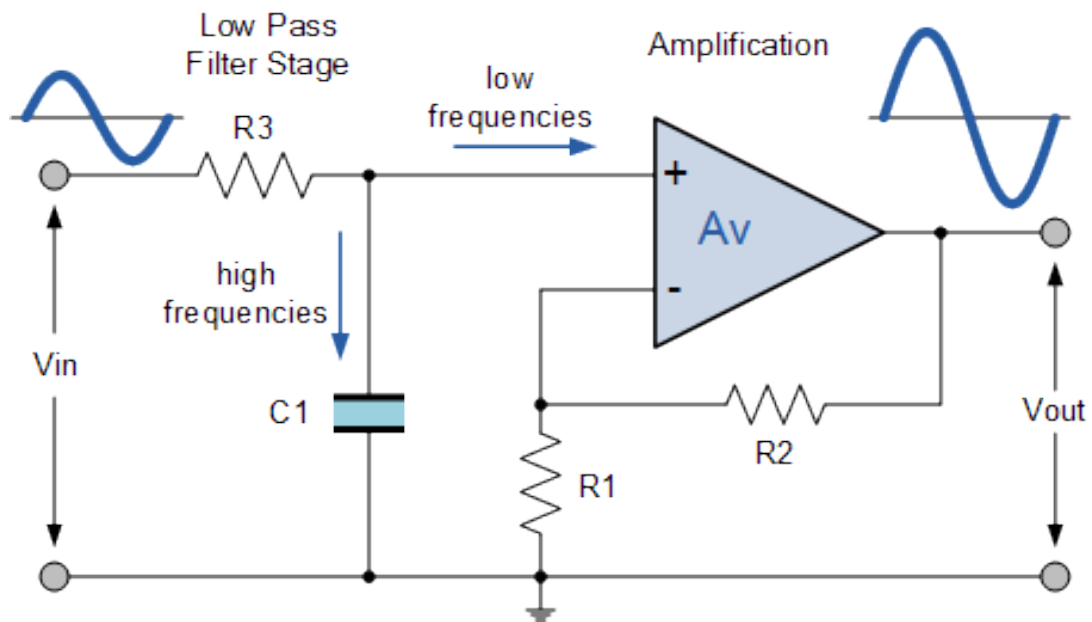 Low Pass
Filter Stage
Amplification
low
frequencies
R3
+
Av
-
high
frequencies
Vin
C1
R2
Vout
R1